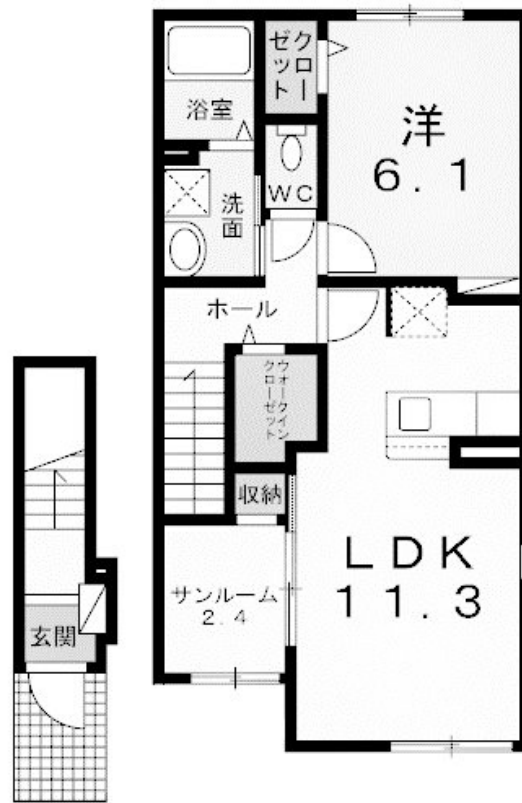 クロー
ゼット
浴室
洋
6.1
WC
洗面
ホール
ウォークイン
クローゼット
収納
LDK
11.3
サンルーム
2.4
玄関